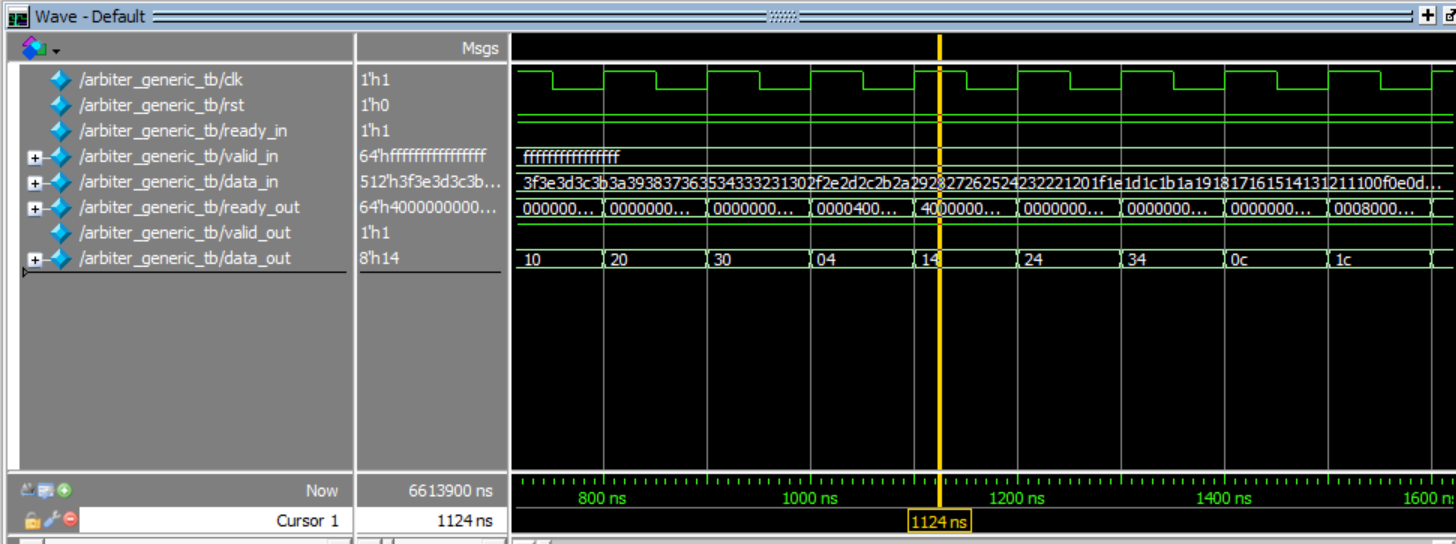 Wave - Default
Msgs
/arbiter_generic_tb/clk 1'h1
/arbiter_generic_tb/rst 1'h0
/arbiter_generic_tb/ready_in 1'h1
/arbiter_generic_tb/valid_in 64'hffffffffffffffff ffffffffffffffff
/arbiter_generic_tb/data_in 512'h3f3e3d3c3b... 3f3e3d3c3b3a393837363534333231302f2e2d2c2b2a292827262524232221201f1e1d1c1b1a191817161514131211100f0e0d...
/arbiter_generic_tb/ready_out 64'h4000000000... 000000... 0000000... 0000000... 0000400... 4000000... 0000000... 0000000... 0000000... 0008000...
/arbiter_generic_tb/valid_out 1'h1
/arbiter_generic_tb/data_out 8'h14 10 20 30 04 14 24 34 0c 1c
Now 6613900 ns 800 ns 1000 ns 1200 ns 1400 ns 1600 n
Cursor 1 1124 ns 1124 ns